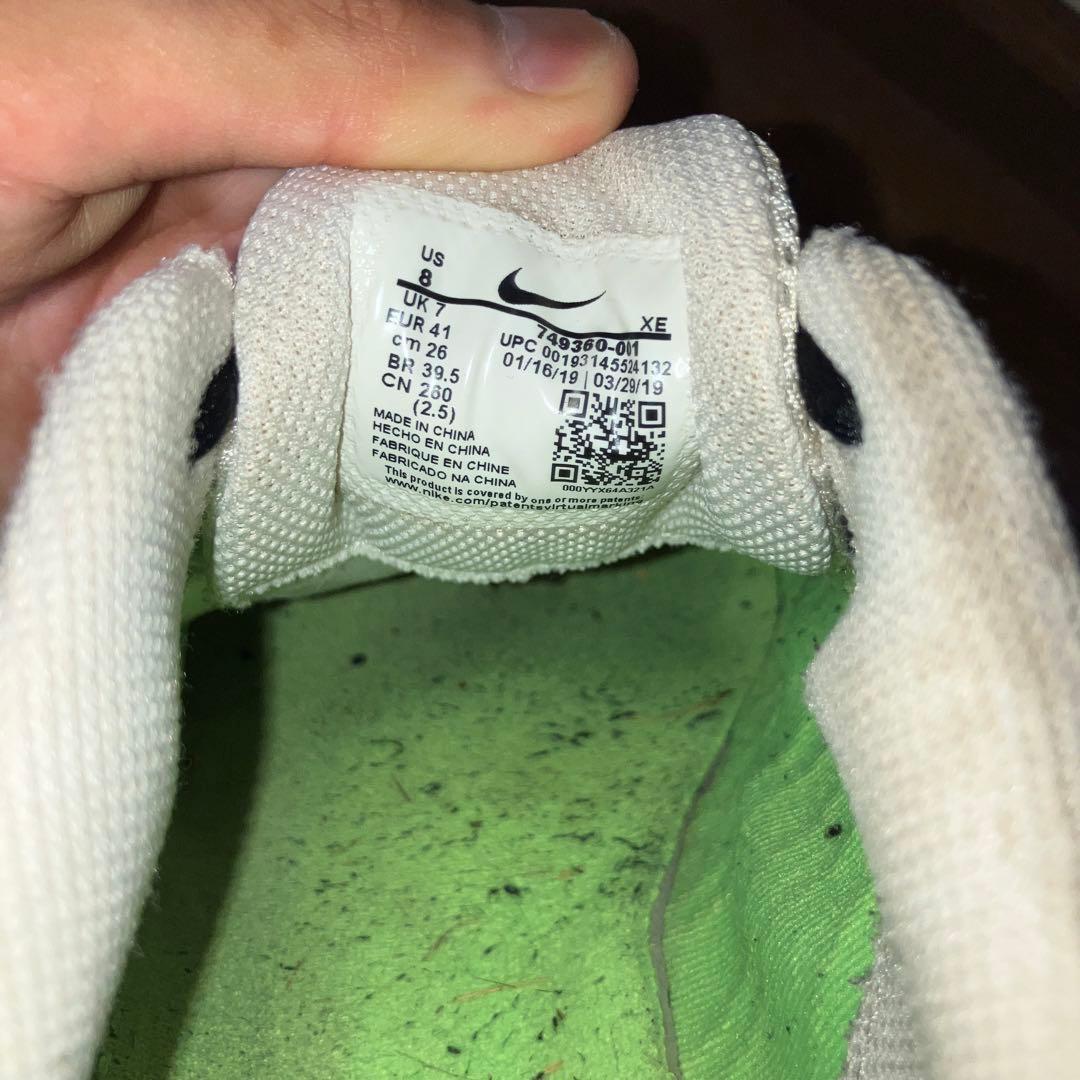 US
8
UK 7
EUR 41
cm 26
BR 39.5
CN 260
(2.5)
XE
749360-001
UPC 00193145524132
01/16/19 | 03/29/19
MADE IN CHINA
HECHO EN CHINA
FABRIQUE EN CHINE
FABRICADO NA CHINA
000YYX64A321A
This product is covered by one or more patents
www.nike.com/patentsvirtualmarking